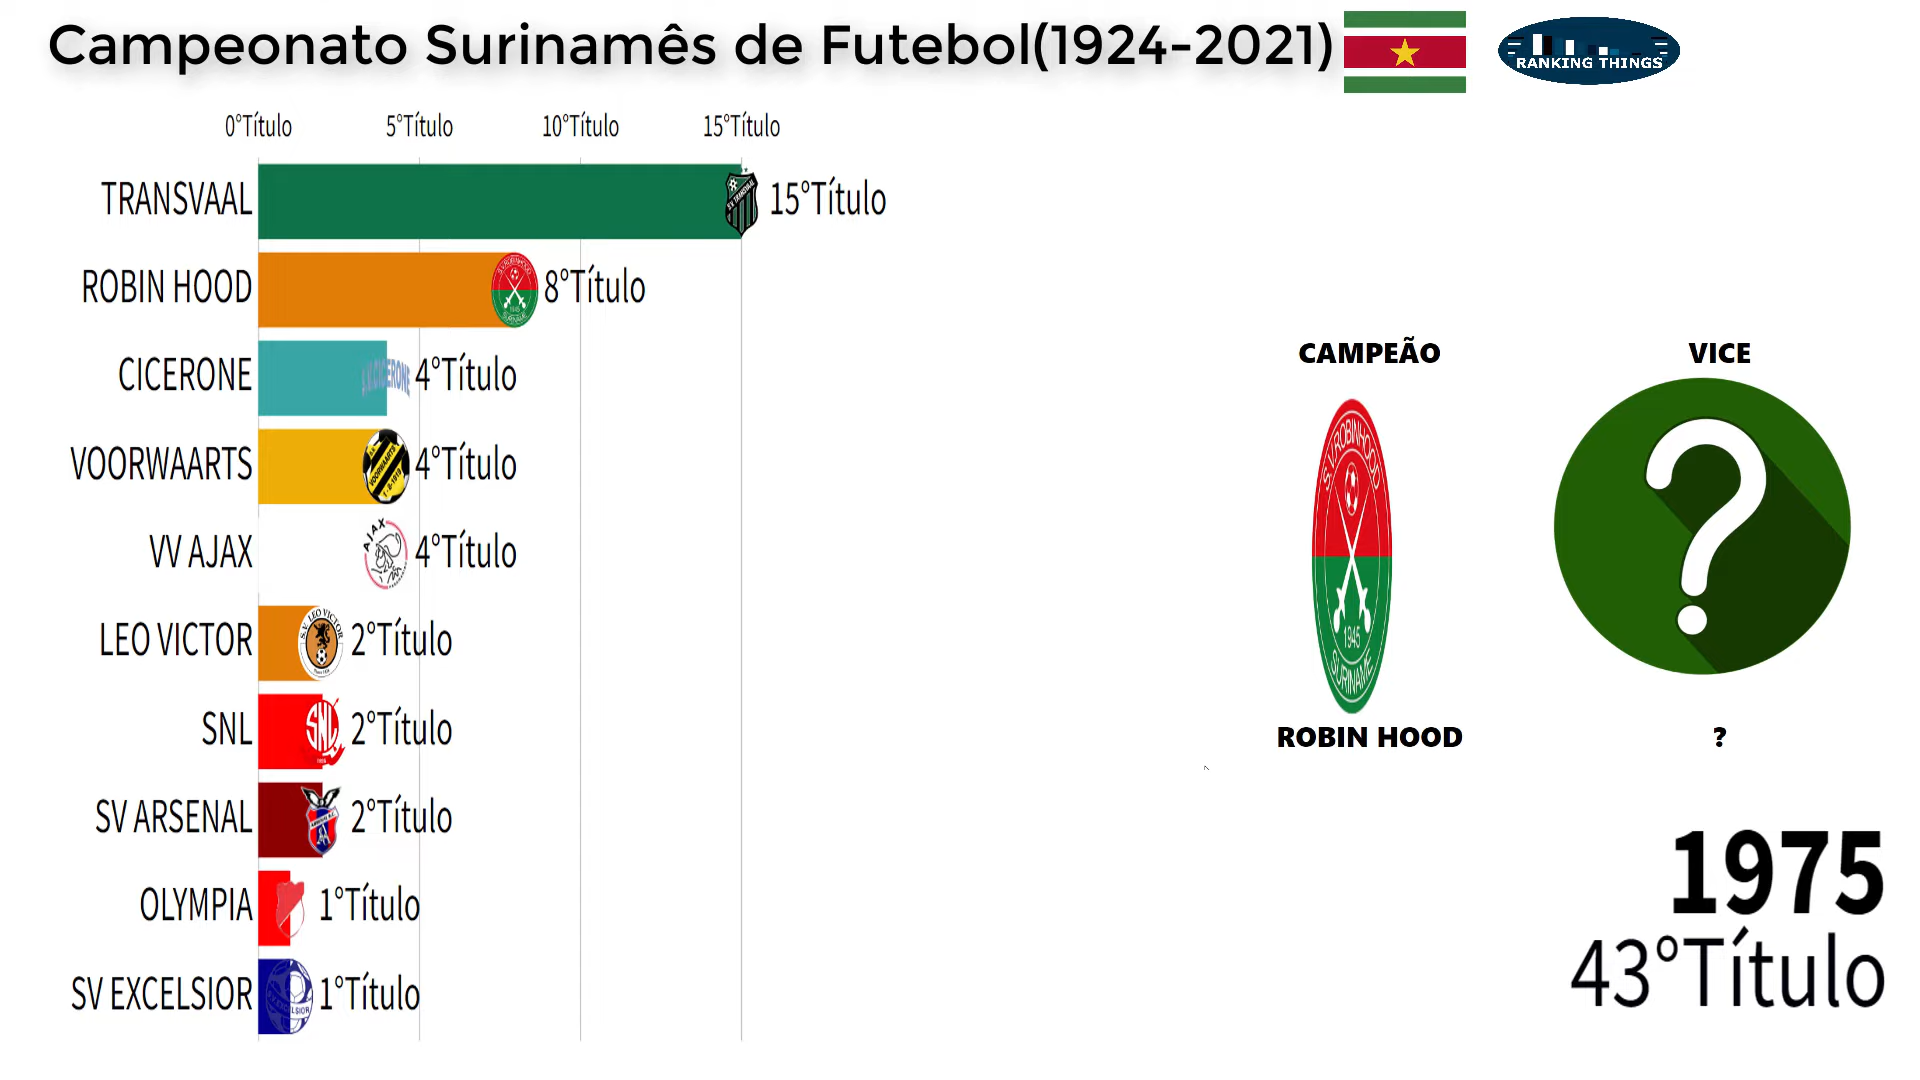 Campeonato Surinamês de Futebol(1924-2021)
RANKING THINGS
0°Título 5°Título 10°Título 15°Título
TRANSVAAL 15°Título
ROBIN HOOD 8°Título
CICERONE 4°Título
VOORWAARTS 4°Título
VV AJAX 4°Título
LEO VICTOR 2°Título
SNL 2°Título
SV ARSENAL 2°Título
OLYMPIA 1°Título
SV EXCELSIOR 1°Título
CAMPEÃO VICE
S.V. ROBINHOOD
1945
SURINAME
ROBIN HOOD ?
1975
43°Título